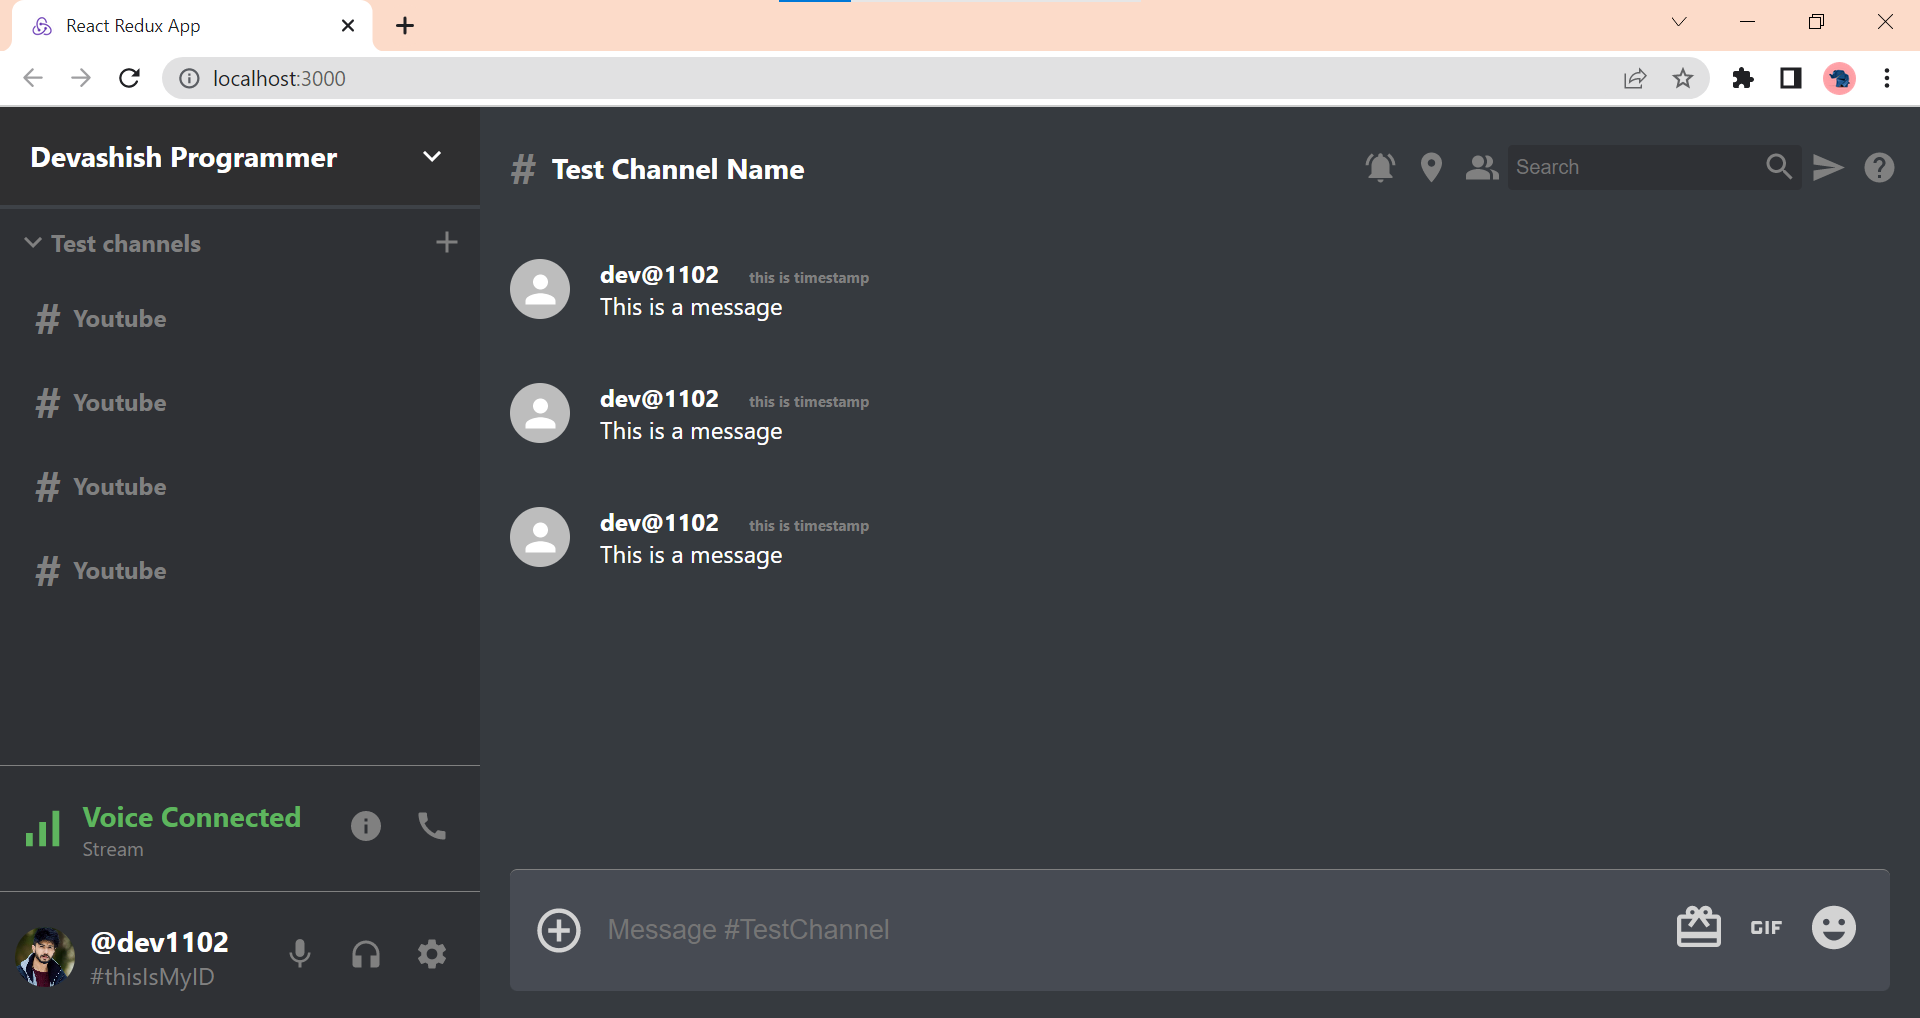 React Redux App
localhost:3000
Devashish Programmer
Test channels
# Youtube
# Youtube
# Youtube
# Youtube
Voice Connected
Stream
@dev1102
#thisIsMyID
# Test Channel Name
Search
dev@1102 this is timestamp
This is a message
dev@1102 this is timestamp
This is a message
dev@1102 this is timestamp
This is a message
Message #TestChannel
GIF